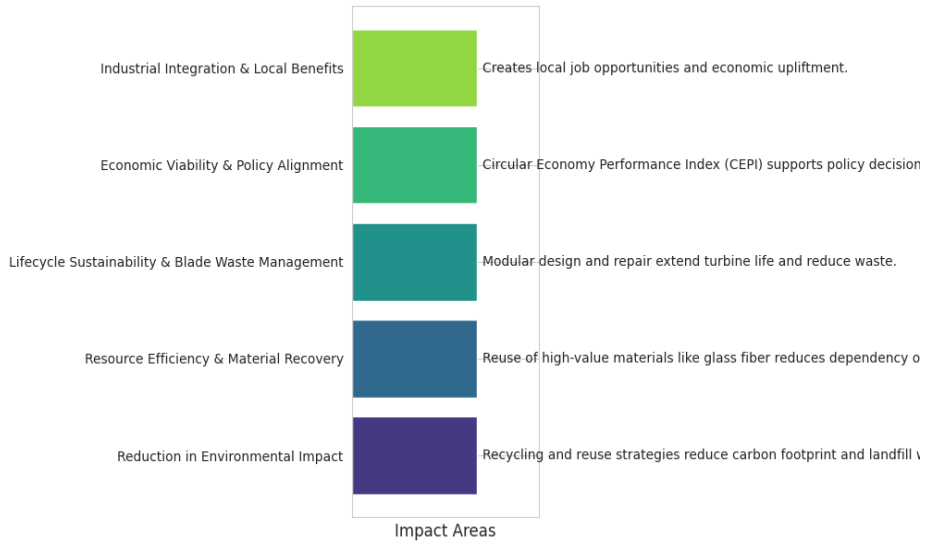 Industrial Integration & Local Benefits Creates local job opportunities and economic upliftment.
Economic Viability & Policy Alignment Circular Economy Performance Index (CEPI) supports policy decision
Lifecycle Sustainability & Blade Waste Management Modular design and repair extend turbine life and reduce waste.
Resource Efficiency & Material Recovery Reuse of high-value materials like glass fiber reduces dependency
Reduction in Environmental Impact Recycling and reuse strategies reduce carbon footprint and landfill
Impact Areas